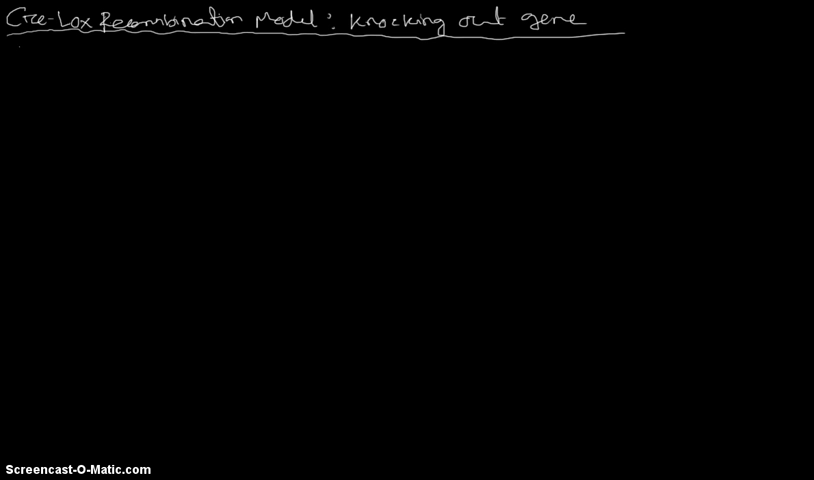 Cre-Lox Recombination Model: Knocking out gene
Screencast-O-Matic.com